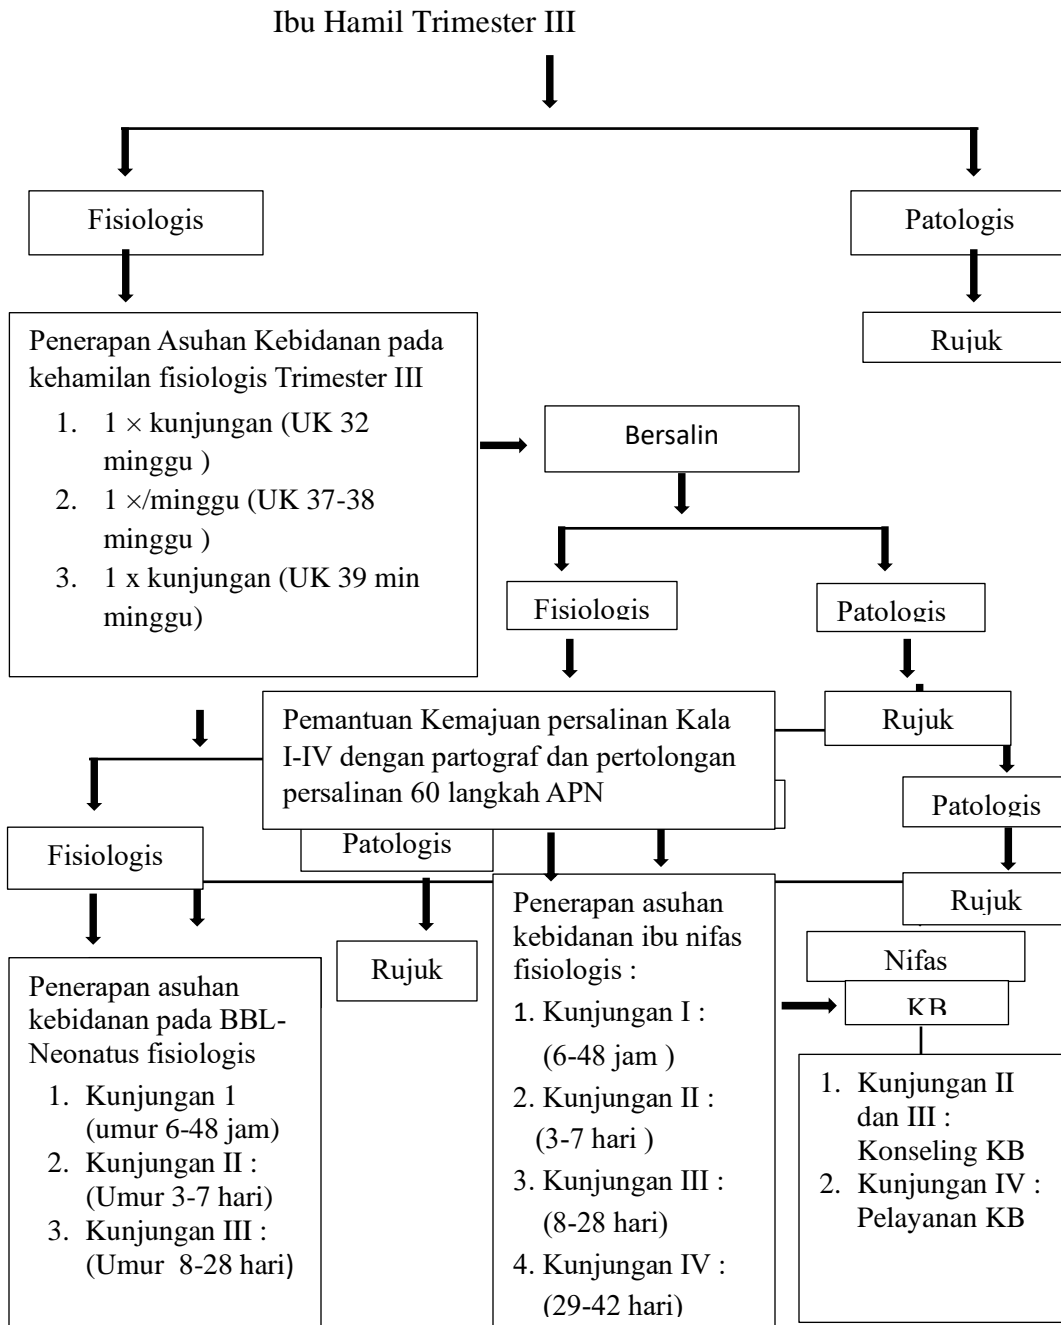 Ibu Hamil Trimester III
Fisiologis
Patologis
Penerapan Asuhan Kebidanan pada
kehamilan fisiologis Trimester III
1. 1 × kunjungan (UK 32
minggu )
2. 1 ×/minggu (UK 37-38
minggu )
3. 1 x kunjungan (UK 39 min
minggu)
Rujuk
Bersalin
Fisiologis
Patologis
Pemantuan Kemajuan persalinan Kala
I-IV dengan partograf dan pertolongan
persalinan 60 langkah APN
Rujuk
Fisiologis
Patologis
Patologis
Rujuk
Rujuk
Nifas
KB
Penerapan asuhan
kebidanan pada BBL-
Neonatus fisiologis
1. Kunjungan 1
(umur 6-48 jam)
2. Kunjungan II :
(Umur 3-7 hari)
3. Kunjungan III :
(Umur 8-28 hari)
Penerapan asuhan
kebidanan ibu nifas
fisiologis :
1. Kunjungan I :
(6-48 jam )
2. Kunjungan II :
(3-7 hari )
3. Kunjungan III :
(8-28 hari)
4. Kunjungan IV :
(29-42 hari)
1. Kunjungan II
dan III :
Konseling KB
2. Kunjungan IV :
Pelayanan KB